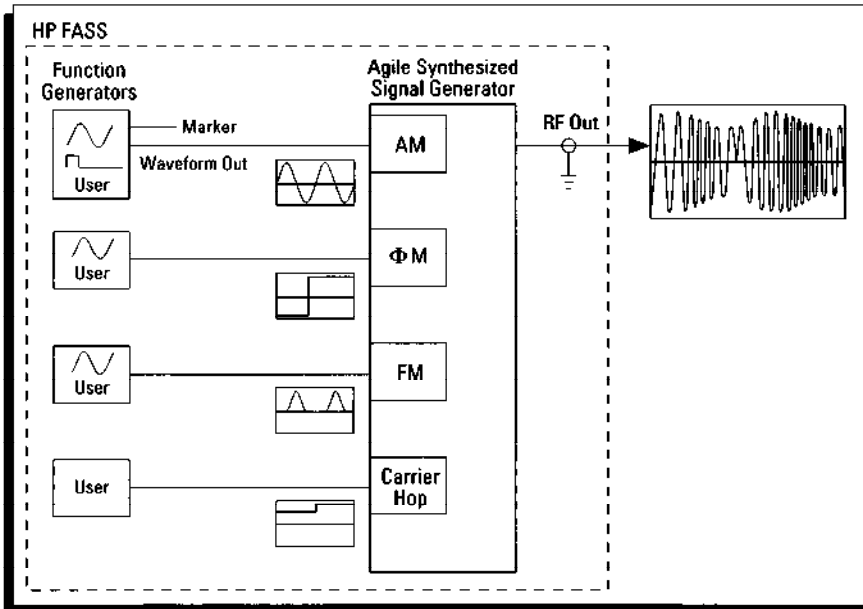 HP FASS
Function
Generators
Agile Synthesized
Signal Generator
User
Marker
Waveform Out
AM
RF Out
User
ΦM
User
FM
User
Carrier
Hop